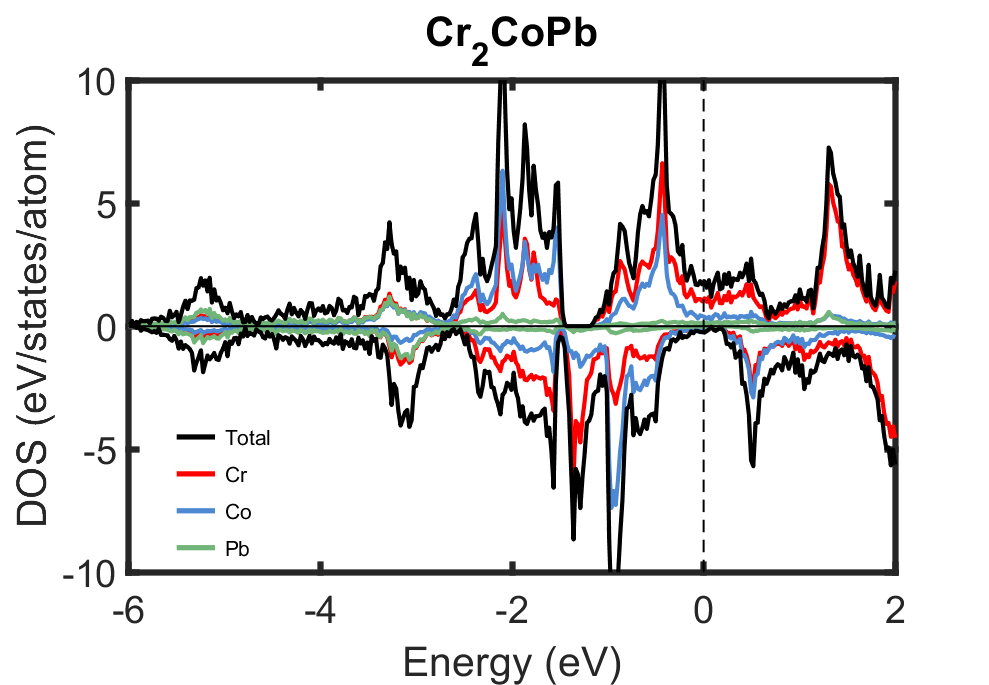 Cr2CoPb
DOS (eV/states/atom)
10
5
0
-5
-10
Total
Cr
Co
Pb
-6 -4 -2 0 2
Energy (eV)